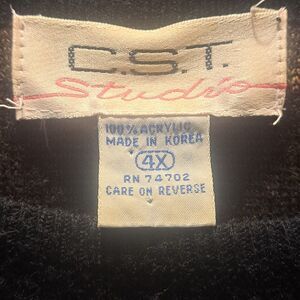 C.S.T.
Studio
100% ACRYLIC
MADE IN KOREA
4X
RN 74702
CARE ON REVERSE